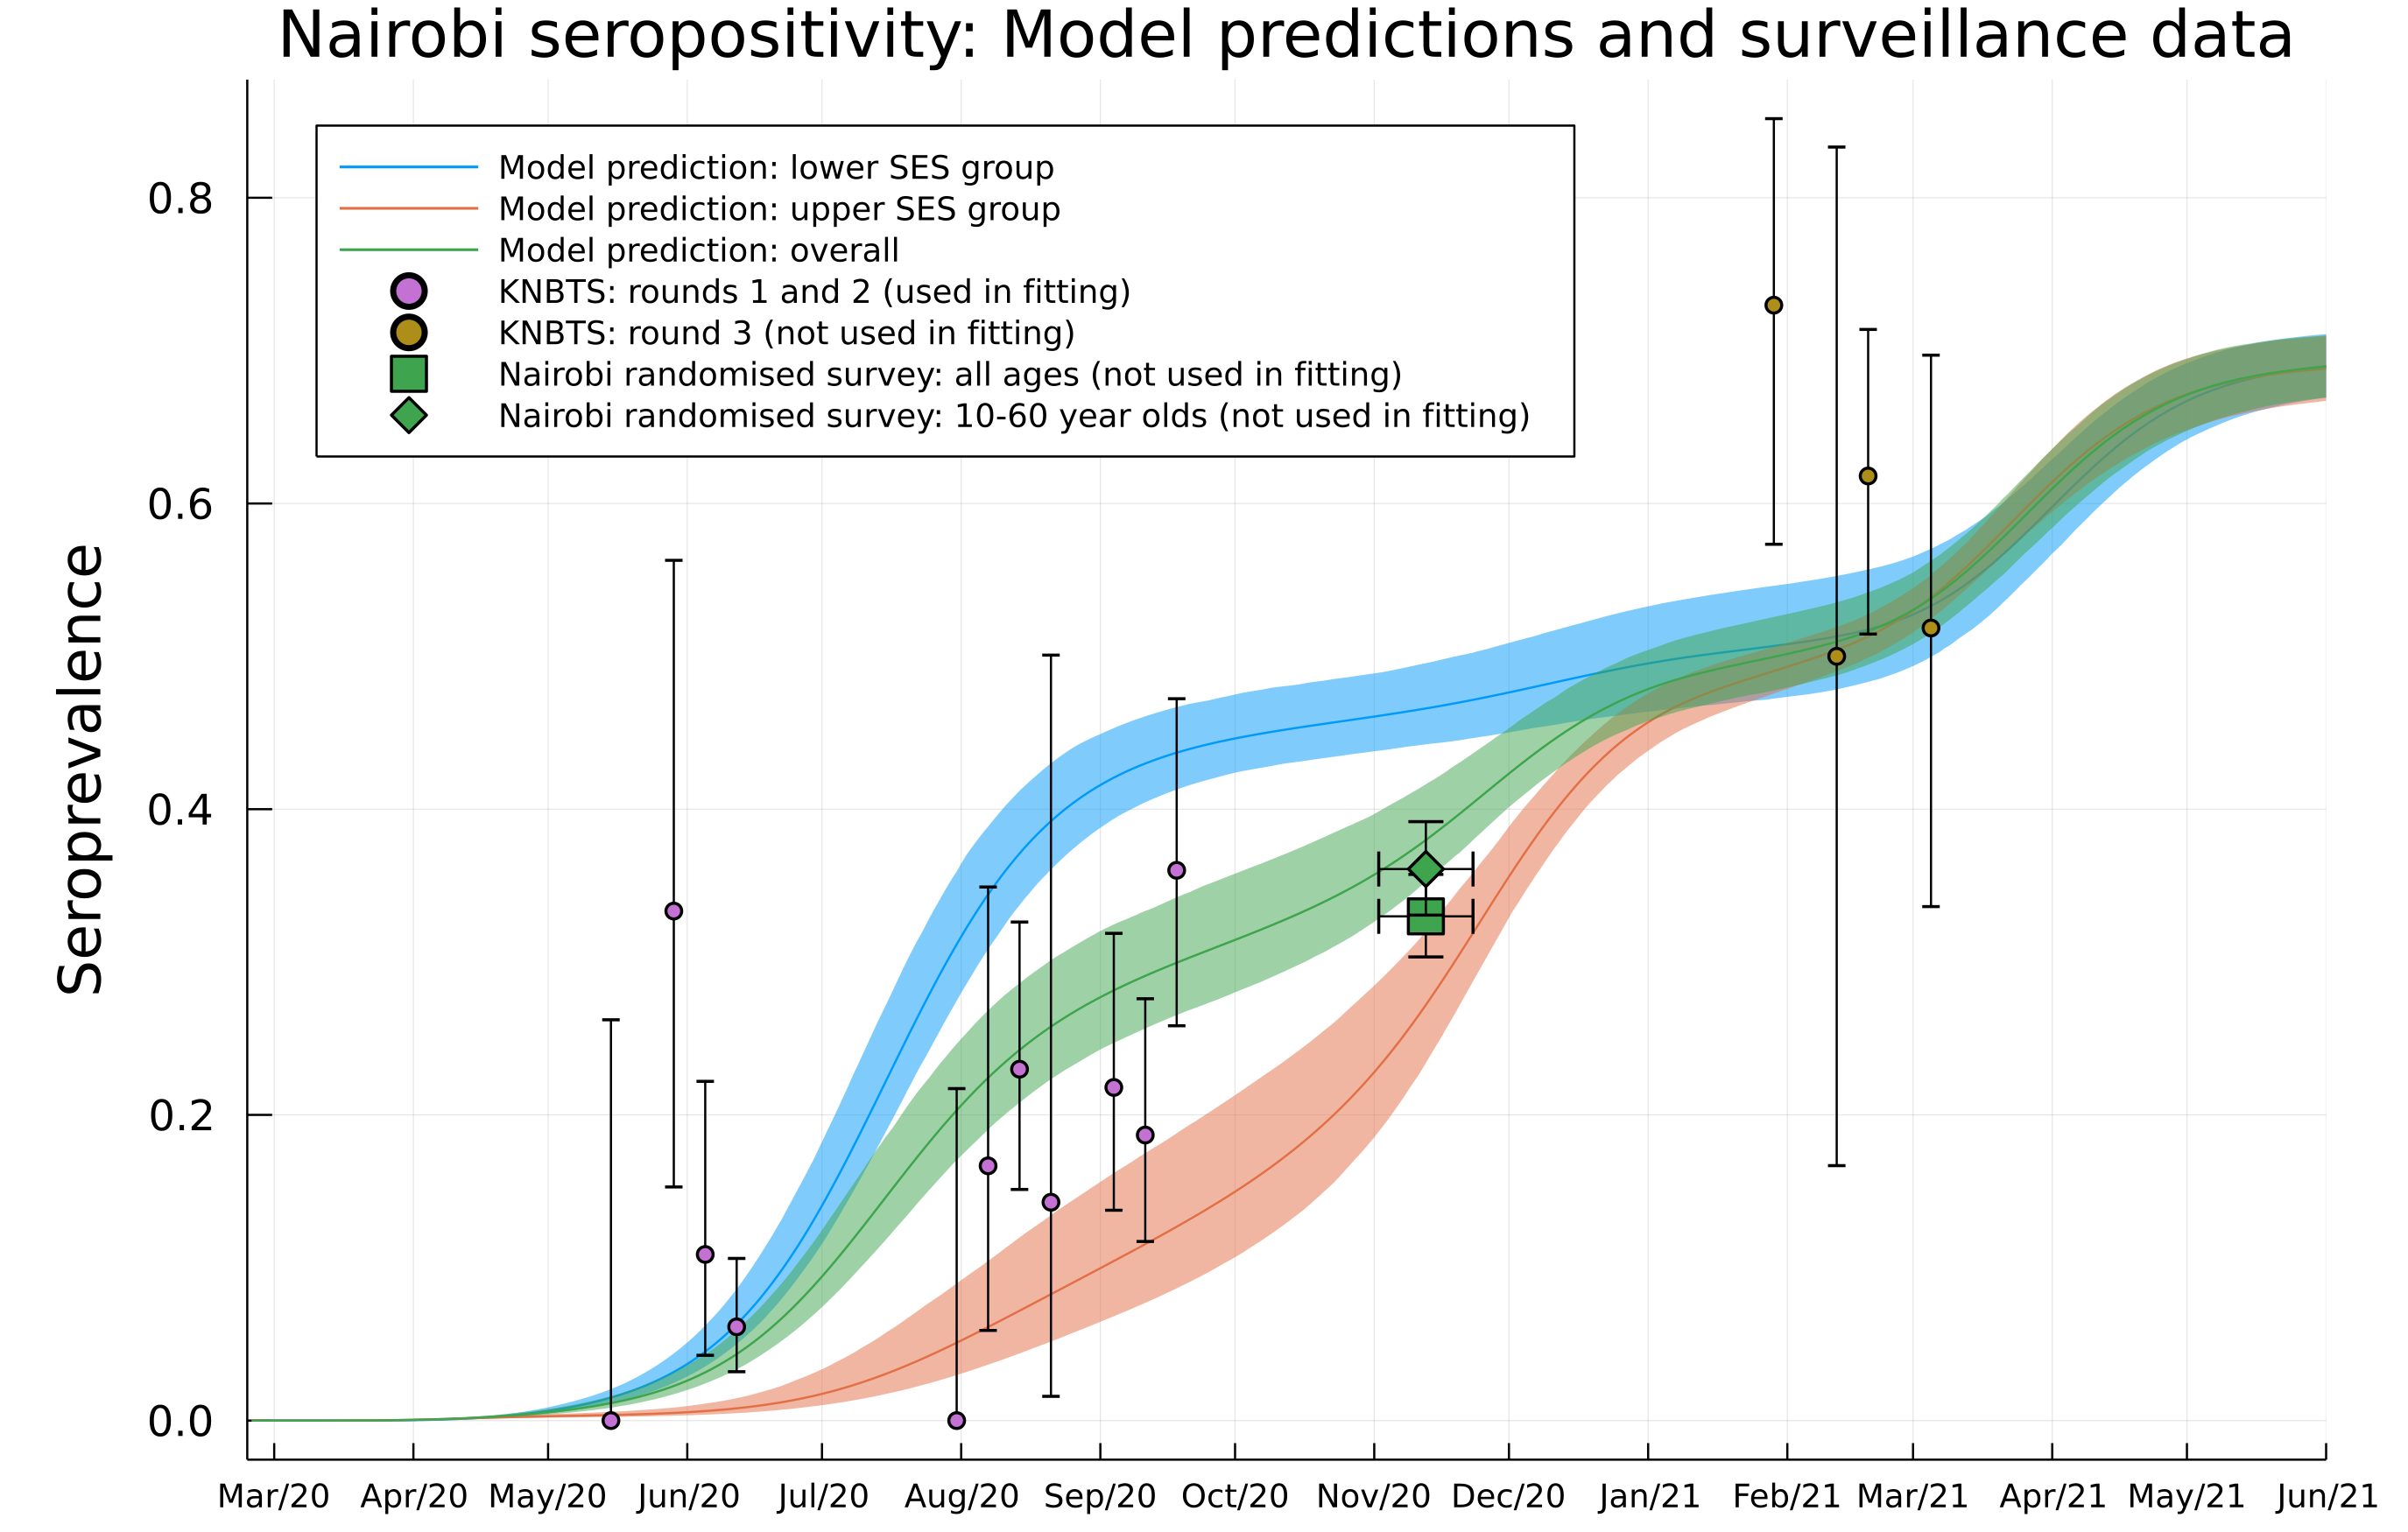 Nairobi seropositivity: Model predictions and surveillance data
Model prediction: lower SES group
Model prediction: upper SES group
Model prediction: overall
KNBTS: rounds 1 and 2 (used in fitting)
KNBTS: round 3 (not used in fitting)
Nairobi randomised survey: all ages (not used in fitting)
Nairobi randomised survey: 10-60 year olds (not used in fitting)
Seroprevalence
0.8
0.6
0.4
0.2
0.0
Mar/20 Apr/20 May/20 Jun/20 Jul/20 Aug/20 Sep/20 Oct/20 Nov/20 Dec/20 Jan/21 Feb/21 Mar/21 Apr/21 May/21 Jun/21